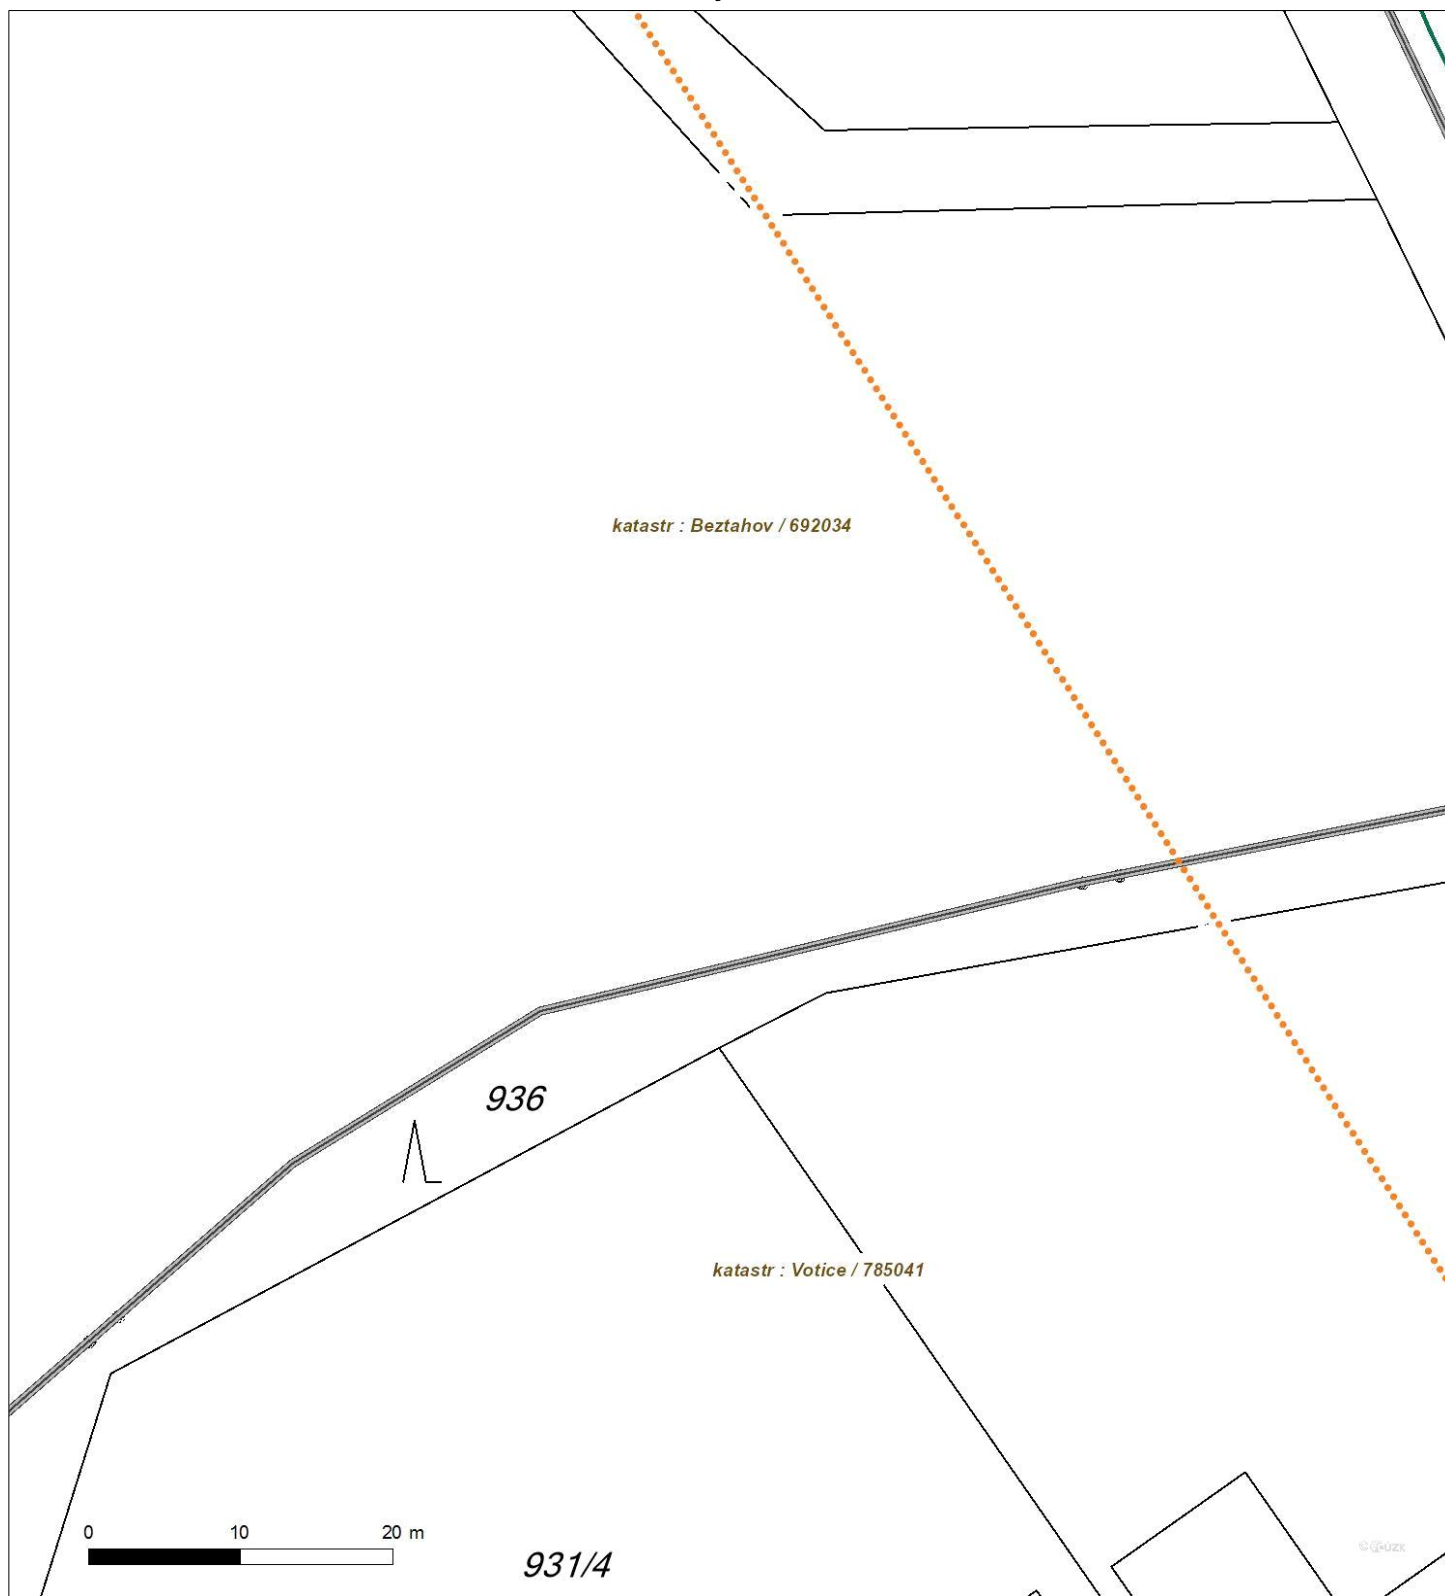 katastr : Beztahov / 692034
936
katastr : Votice / 785041
0 10 20 m
931/4